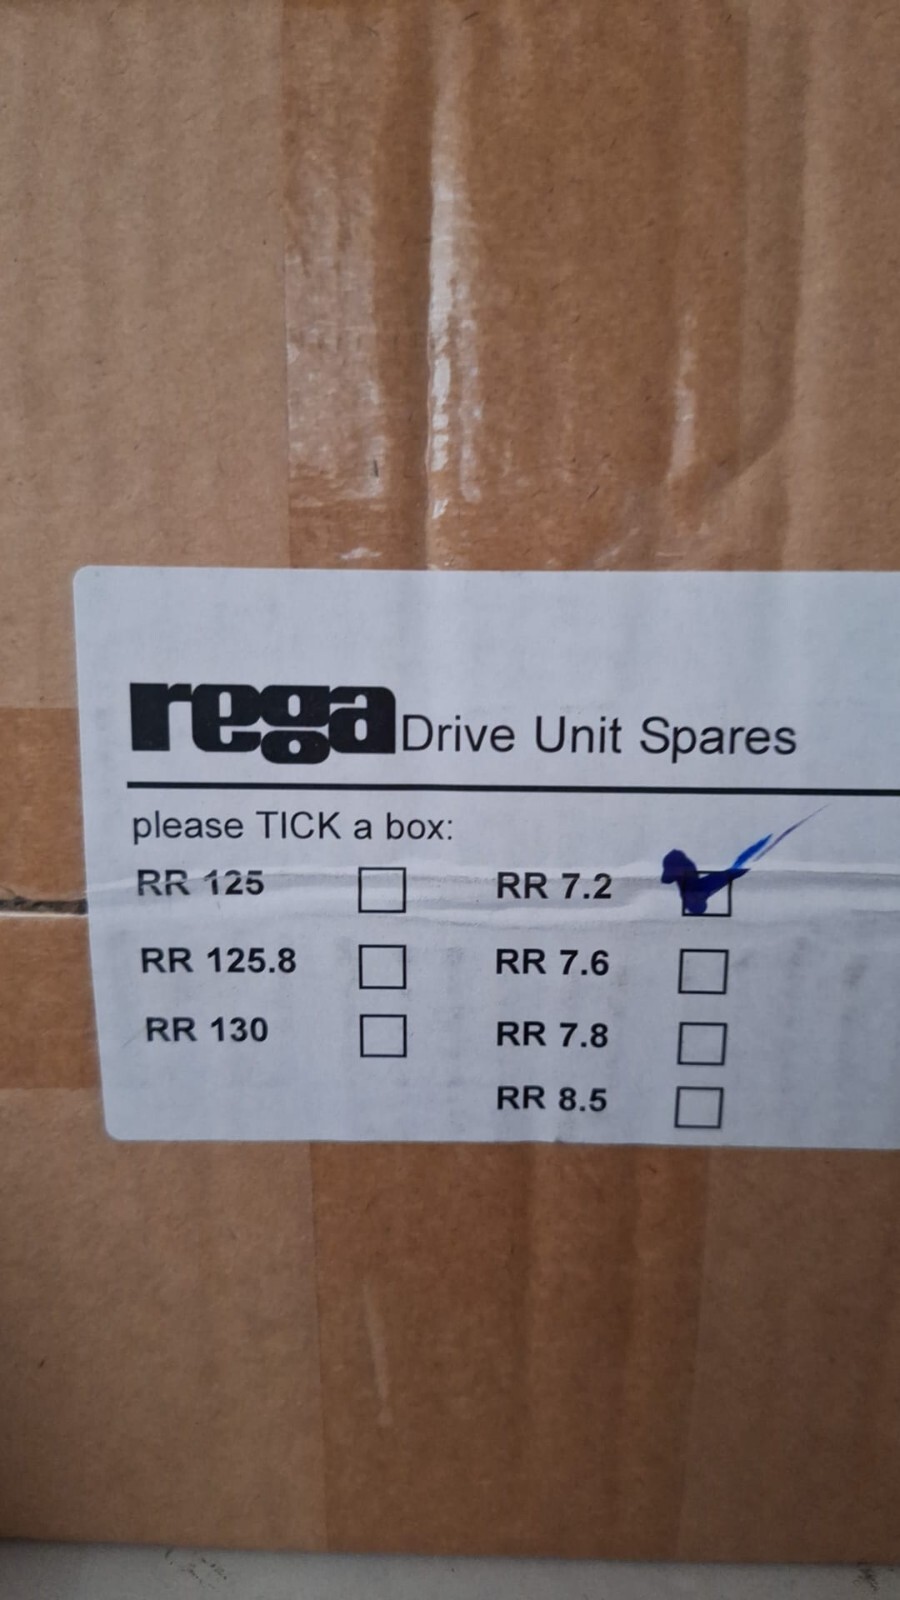 rega Drive Unit Spares
please TICK a box:
RR 125 RR 7.2
RR 125.8 RR 7.6
RR 130 RR 7.8
RR 8.5